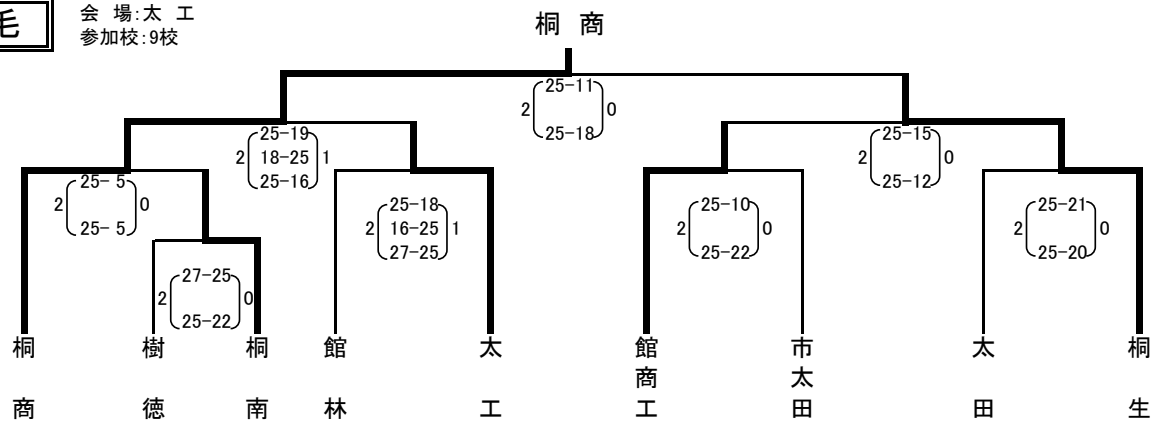 毛
会 場:太 工
参加校:9校
桐 商
2 25-11 0
25-18
2 25-19 1
18-25
25-16
2 25-15 0
25-12
2 25- 5 0
25- 5
2 25-18 1
16-25
27-25
2 25-10 0
25-22
2 25-21 0
25-20
2 27-25 0
25-22
桐商
樹徳
桐南
館林
太工
館商工
市太田
太田
桐生